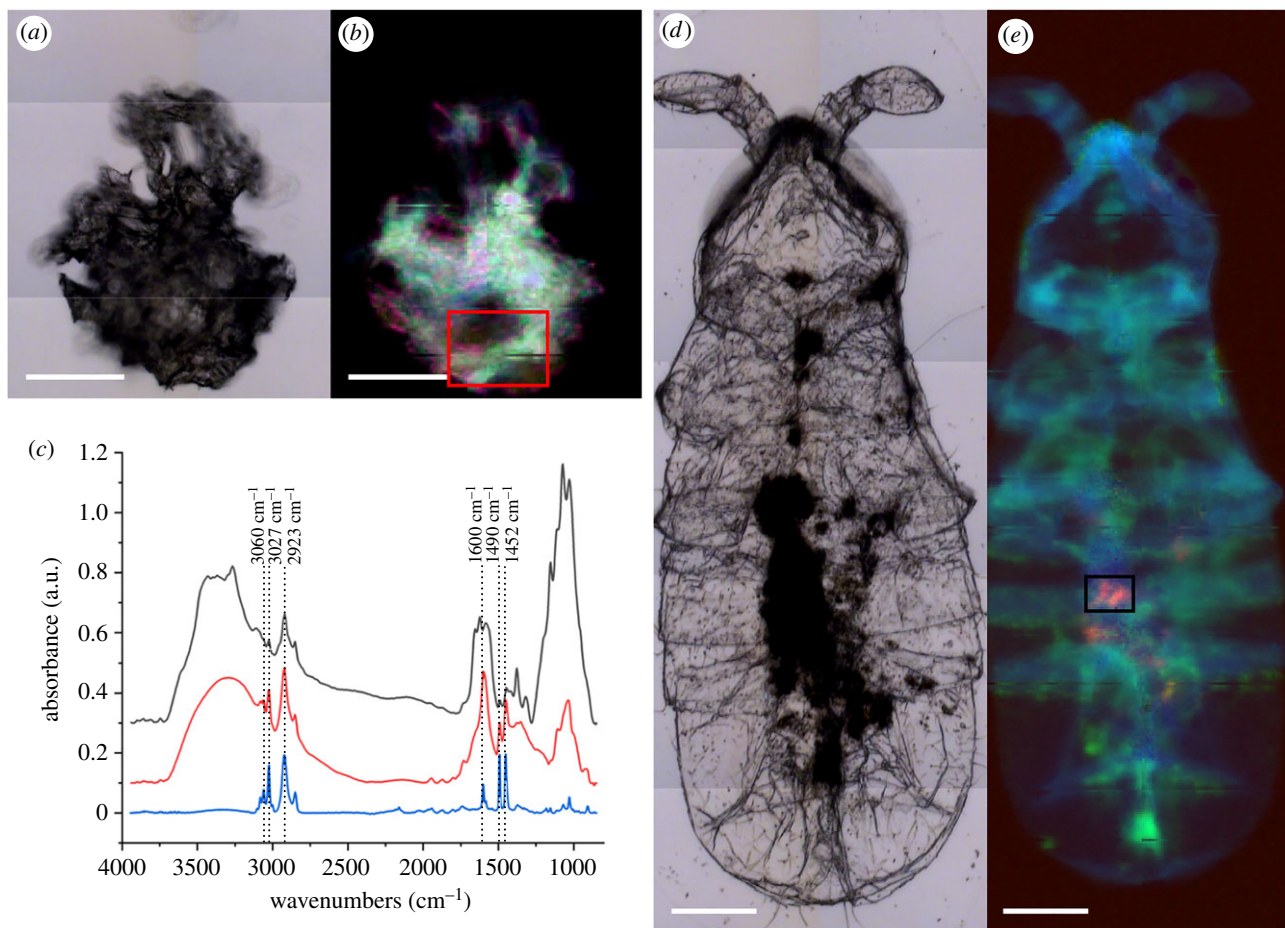 (a)
(b)
(d)
(e)
(c)
1.2
1.0
0.8
0.6
0.4
0.2
0
absorbance (a.u.)
3060 cm⁻¹
3027 cm⁻¹
2923 cm⁻¹
1600 cm⁻¹
1490 cm⁻¹
1452 cm⁻¹
4000 3500 3000 2500 2000 1500 1000
wavenumbers (cm⁻¹)